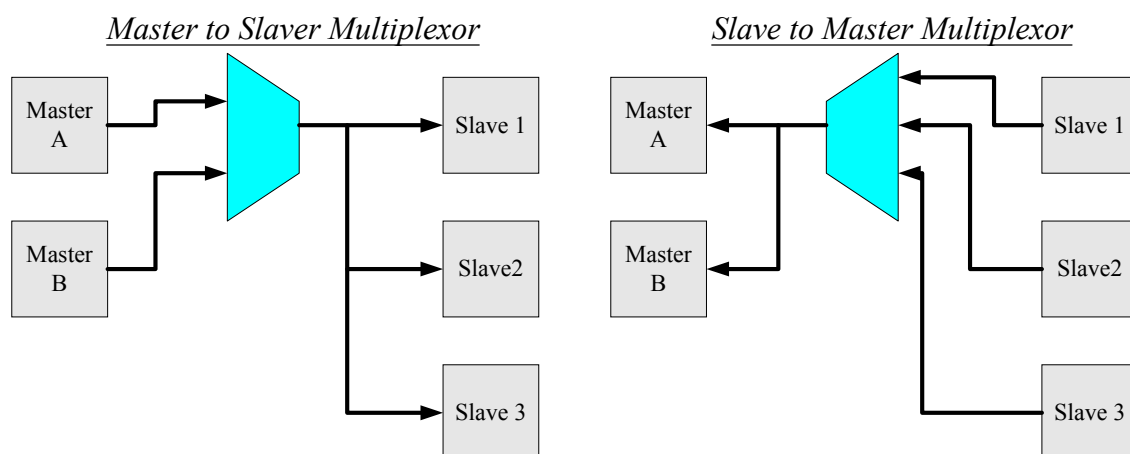 Master to Slaver Multiplexor
Master
A
Master
B
Slave 1
Slave2
Slave 3
Slave to Master Multiplexor
Master
A
Master
B
Slave 1
Slave2
Slave 3